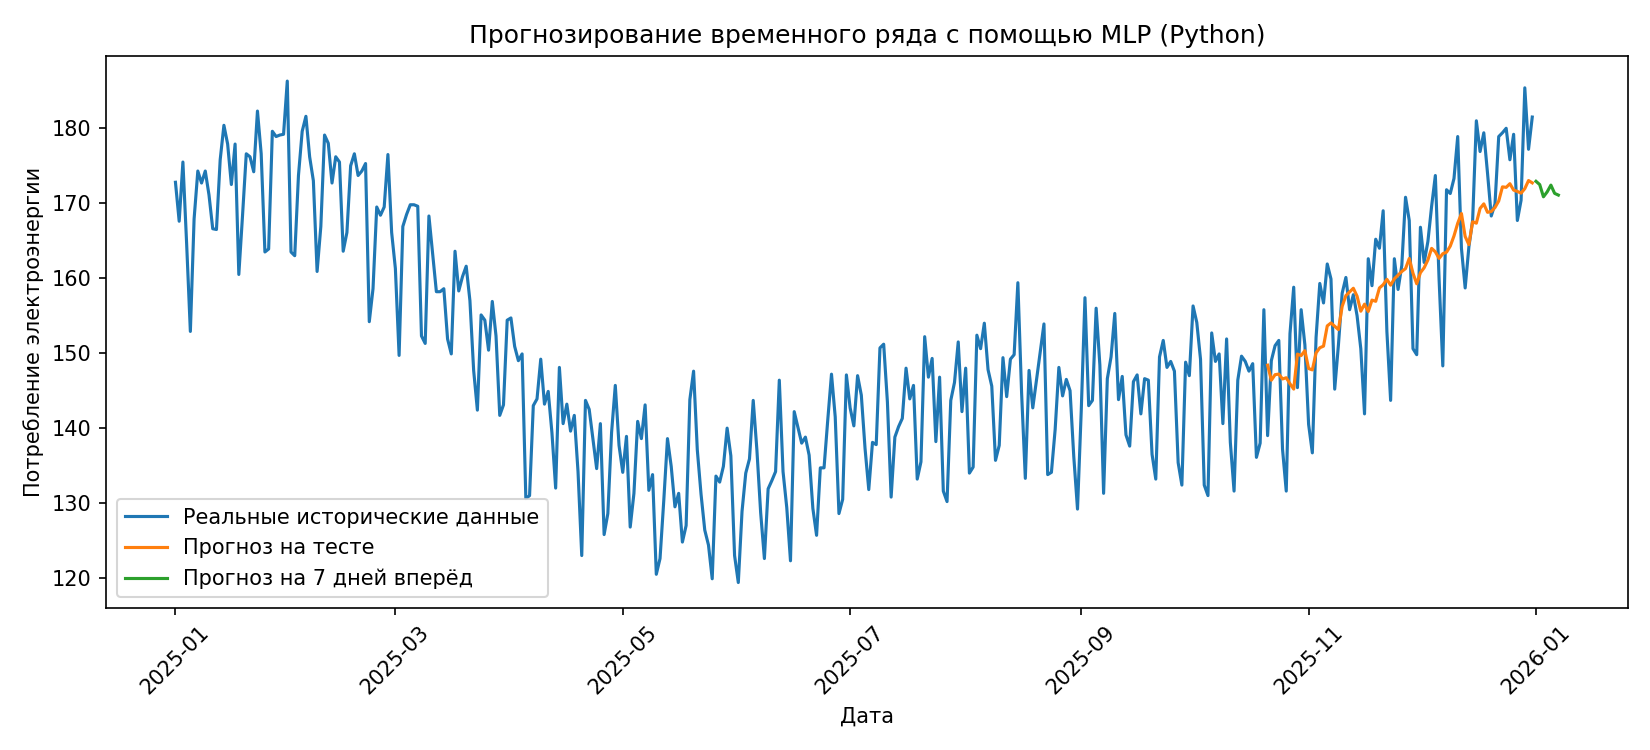 Прогнозирование временного ряда с помощью MLP (Python)
Потребление электроэнергии
180
170
160
150
140
130
120
Реальные исторические данные
Прогноз на тесте
Прогноз на 7 дней вперёд
2025-01
2025-03
2025-05
2025-07
2025-09
2025-11
2026-01
Дата